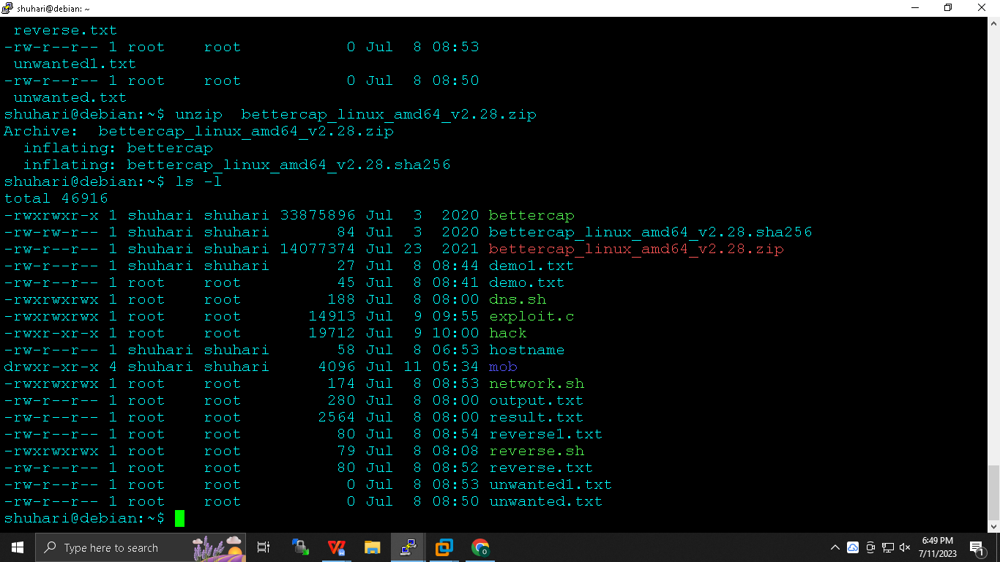 shuhari@debian: ~
reverse.txt
-rw-r--r-- 1 root    root           0 Jul  8 08:53
unwanted1.txt
-rw-r--r-- 1 root    root           0 Jul  8 08:50
unwanted.txt
shuhari@debian:~$ unzip  bettercap_linux_amd64_v2.28.zip
Archive:  bettercap_linux_amd64_v2.28.zip
  inflating: bettercap
  inflating: bettercap_linux_amd64_v2.28.sha256
shuhari@debian:~$ ls -l
total 46916
-rwxrwxr-x 1 shuhari shuhari 33875896 Jul  3  2020 bettercap
-rw-rw-r-- 1 shuhari shuhari       84 Jul  3  2020 bettercap_linux_amd64_v2.28.sha256
-rw-r--r-- 1 shuhari shuhari 14077374 Jul 23  2021 bettercap_linux_amd64_v2.28.zip
-rw-r--r-- 1 shuhari shuhari       27 Jul  8 08:44 demo1.txt
-rw-r--r-- 1 root    root          45 Jul  8 08:41 demo.txt
-rwxrwxrwx 1 root    root         188 Jul  8 08:00 dns.sh
-rwxrwxrwx 1 root    root       14913 Jul  9 09:55 exploit.c
-rwxr-xr-x 1 root    root       19712 Jul  9 10:00 hack
-rw-r--r-- 1 shuhari shuhari       58 Jul  8 06:53 hostname
drwxr-xr-x 4 shuhari shuhari     4096 Jul 11 05:34 mob
-rwxrwxrwx 1 root    root         174 Jul  8 08:53 network.sh
-rw-r--r-- 1 root    root         280 Jul  8 08:00 output.txt
-rw-r--r-- 1 root    root        2564 Jul  8 08:00 result.txt
-rw-r--r-- 1 root    root          80 Jul  8 08:54 reverse1.txt
-rwxrwxrwx 1 root    root          79 Jul  8 08:08 reverse.sh
-rw-r--r-- 1 root    root          80 Jul  8 08:52 reverse.txt
-rw-r--r-- 1 root    root           0 Jul  8 08:53 unwanted1.txt
-rw-r--r-- 1 root    root           0 Jul  8 08:50 unwanted.txt
shuhari@debian:~$
Type here to search
6:49 PM
7/11/2023
1